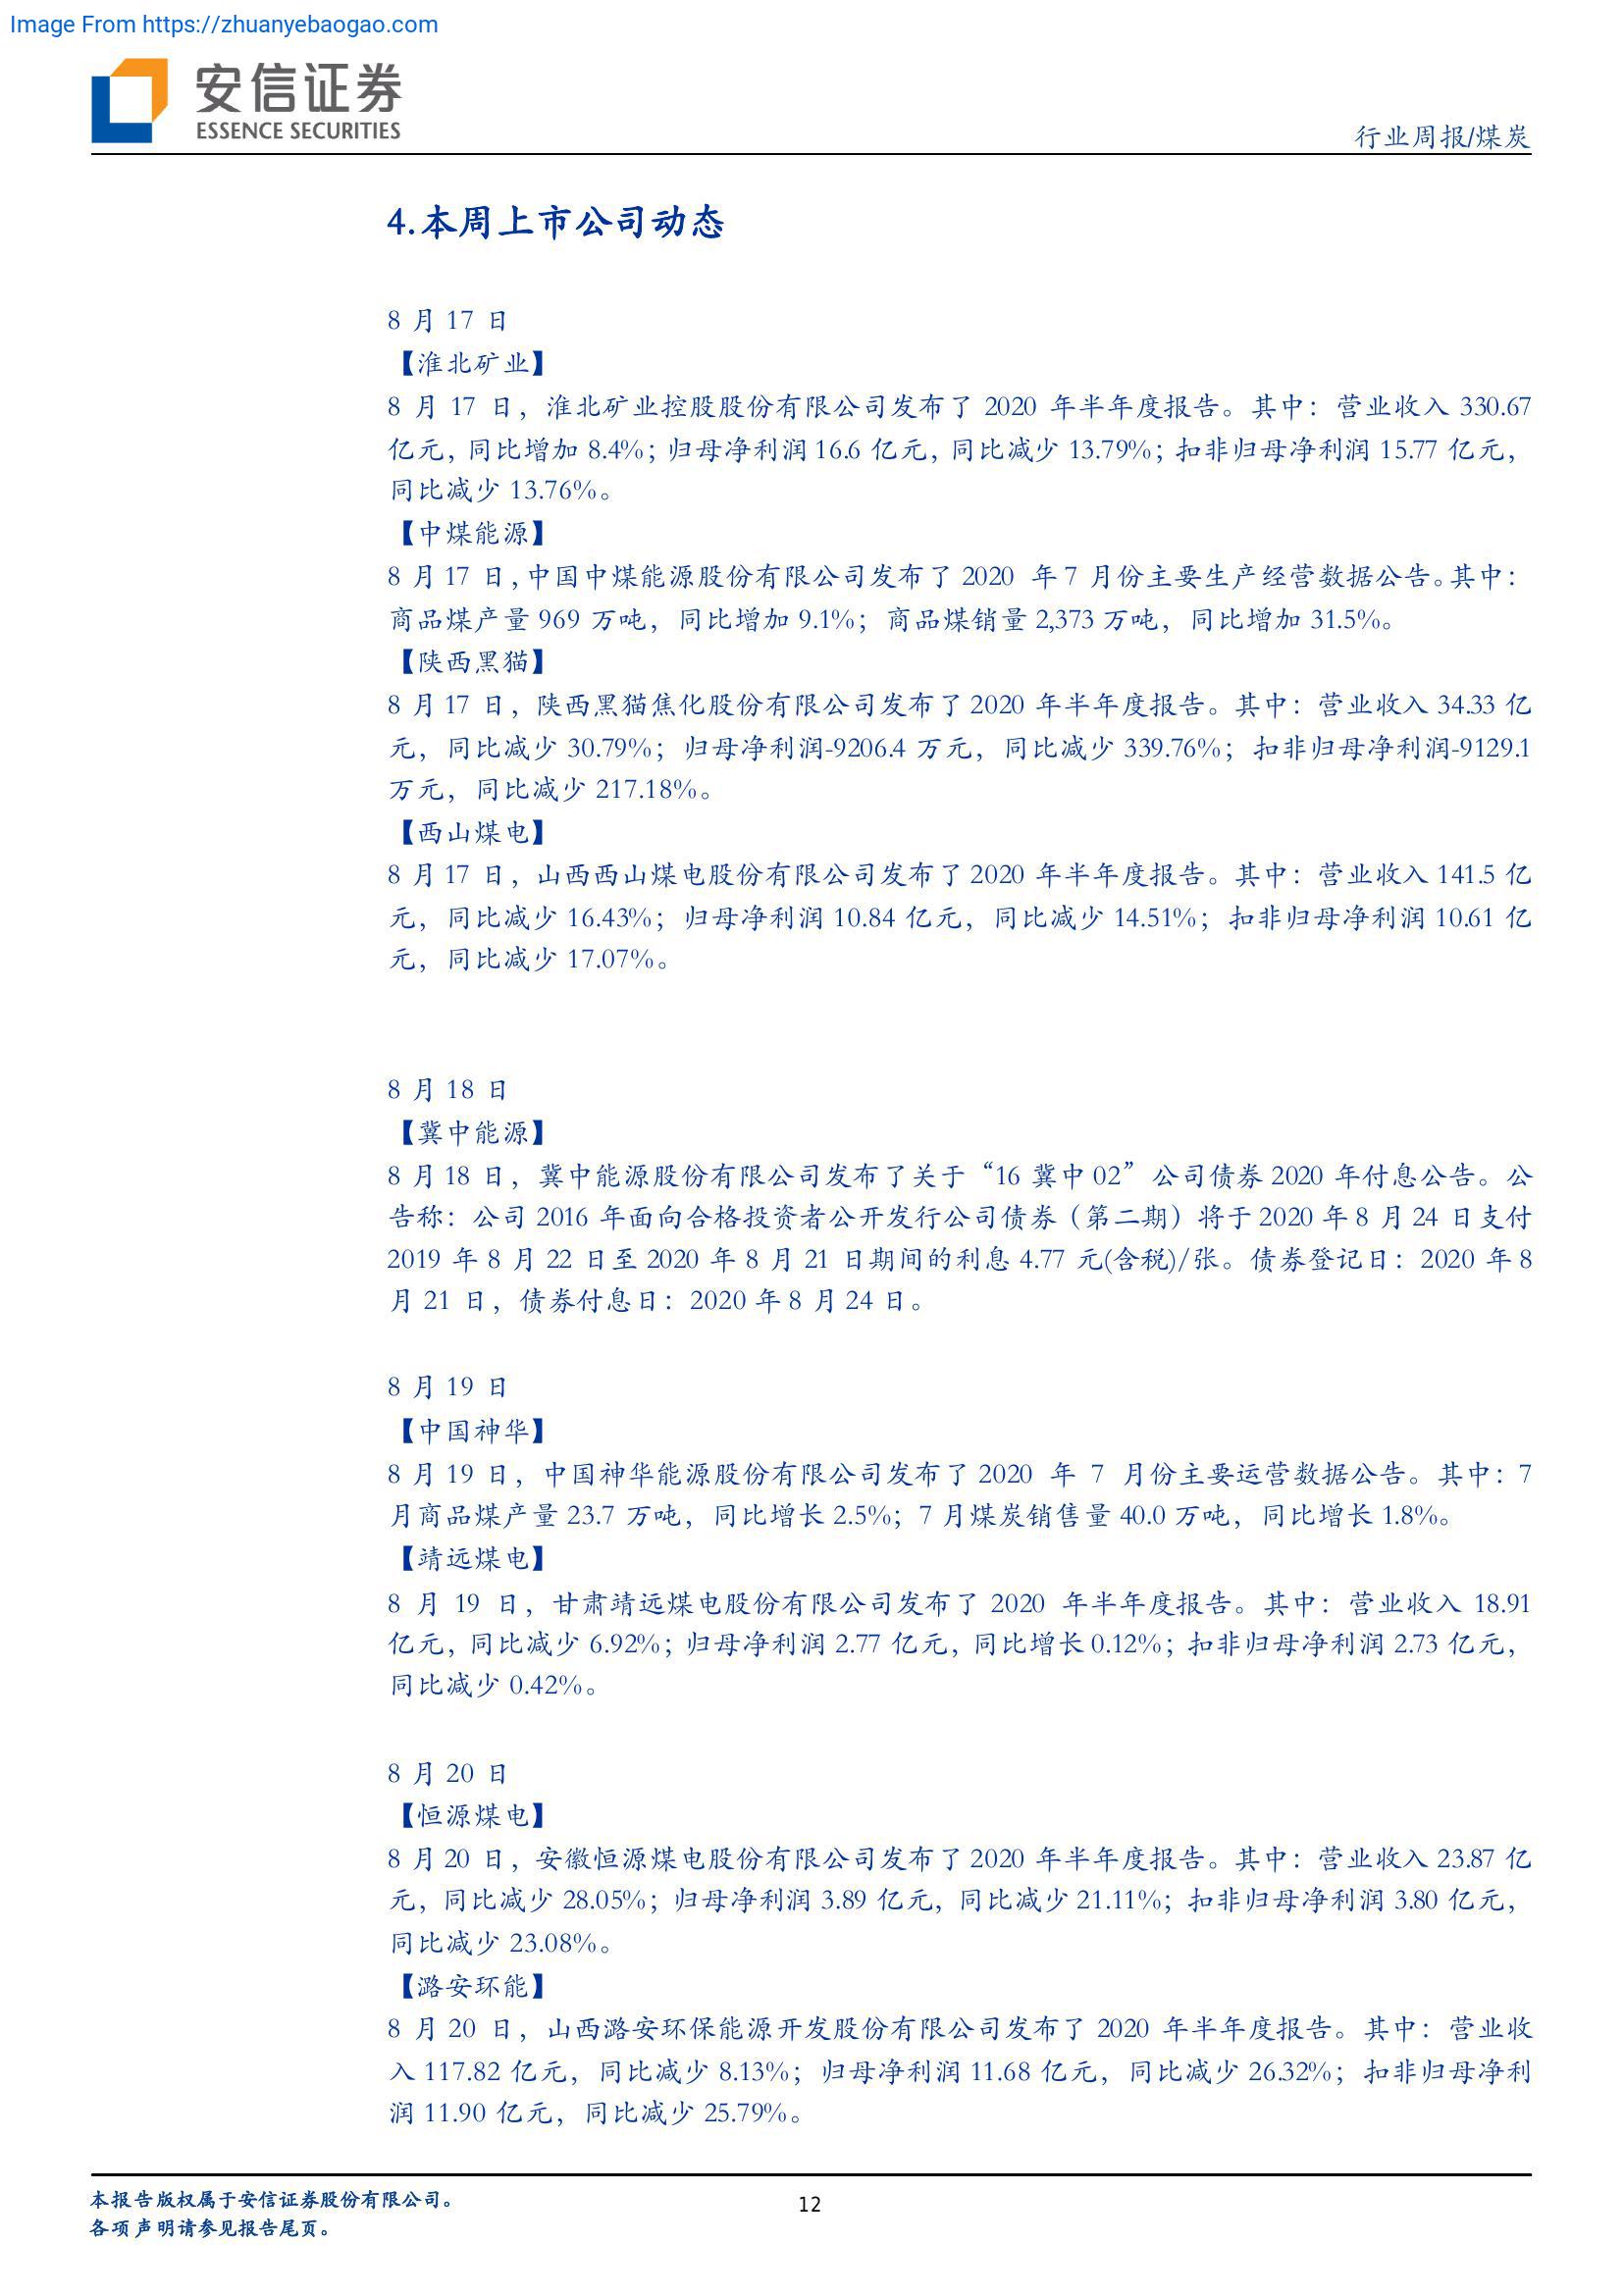 Image From https://zhuanyebaogao.com
安信证券
ESSENCE SECURITIES
行业周报/煤炭
4.本周上市公司动态
8 月 17 日
【淮北矿业】
8 月 17 日，淮北矿业控股股份有限公司发布了 2020 年半年度报告。其中：营业收入 330.67
亿元，同比增加 8.4%；归母净利润 16.6 亿元，同比减少 13.79%；扣非归母净利润 15.77 亿元，
同比减少 13.76%。
【中煤能源】
8 月 17 日，中国中煤能源股份有限公司发布了 2020 年 7 月份主要生产经营数据公告。其中：
商品煤产量 969 万吨，同比增加 9.1%；商品煤销量 2,373 万吨，同比增加 31.5%。
【陕西黑猫】
8 月 17 日，陕西黑猫焦化股份有限公司发布了 2020 年半年度报告。其中：营业收入 34.33 亿
元，同比减少 30.79%；归母净利润-9206.4 万元，同比减少 339.76%；扣非归母净利润-9129.1
万元，同比减少 217.18%。
【西山煤电】
8 月 17 日，山西西山煤电股份有限公司发布了 2020 年半年度报告。其中：营业收入 141.5 亿
元，同比减少 16.43%；归母净利润 10.84 亿元，同比减少 14.51%；扣非归母净利润 10.61 亿
元，同比减少 17.07%。
8 月 18 日
【冀中能源】
8 月 18 日，冀中能源股份有限公司发布了关于“16 冀中 02”公司债券 2020 年付息公告。公
告称：公司 2016 年面向合格投资者公开发行公司债券（第二期）将于 2020 年 8 月 24 日支付
2019 年 8 月 22 日至 2020 年 8 月 21 日期间的利息 4.77 元(含税)/张。债券登记日：2020 年 8
月 21 日，债券付息日：2020 年 8 月 24 日。
8 月 19 日
【中国神华】
8 月 19 日，中国神华能源股份有限公司发布了 2020 年 7 月份主要运营数据公告。其中：7
月商品煤产量 23.7 万吨，同比增长 2.5%；7 月煤炭销售量 40.0 万吨，同比增长 1.8%。
【靖远煤电】
8 月 19 日，甘肃靖远煤电股份有限公司发布了 2020 年半年度报告。其中：营业收入 18.91
亿元，同比减少 6.92%；归母净利润 2.77 亿元，同比增长 0.12%；扣非归母净利润 2.73 亿元，
同比减少 0.42%。
8 月 20 日
【恒源煤电】
8 月 20 日，安徽恒源煤电股份有限公司发布了 2020 年半年度报告。其中：营业收入 23.87 亿
元，同比减少 28.05%；归母净利润 3.89 亿元，同比减少 21.11%；扣非归母净利润 3.80 亿元，
同比减少 23.08%。
【潞安环能】
8 月 20 日，山西潞安环保能源开发股份有限公司发布了 2020 年半年度报告。其中：营业收
入 117.82 亿元，同比减少 8.13%；归母净利润 11.68 亿元，同比减少 26.32%；扣非归母净利
润 11.90 亿元，同比减少 25.79%。
本报告版权属于安信证券股份有限公司。
各项声明请参见报告尾页。
12